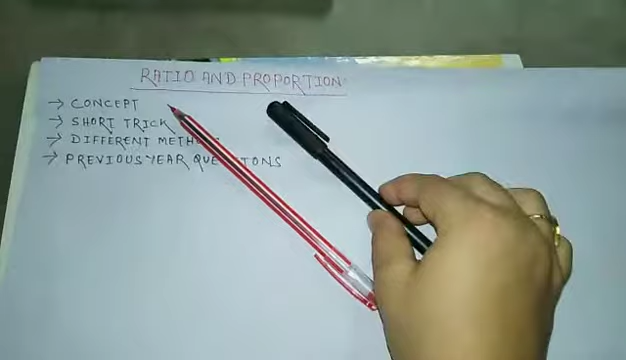 RATIO AND PROPORTION
→ CONCEPT
→ SHORT TRICK
→ DIFFERENT
→ PREVIOUS YEAR